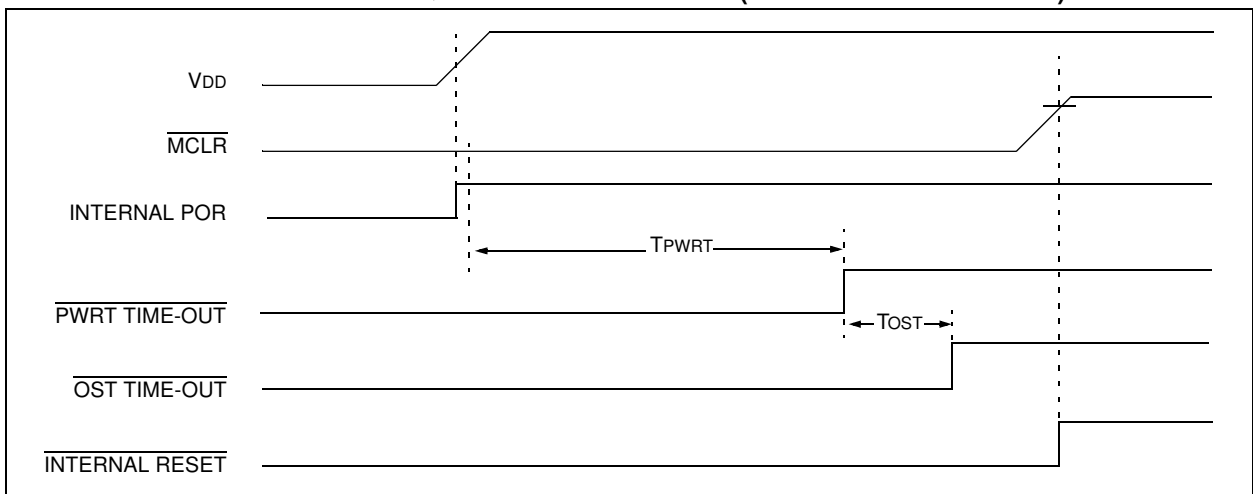 VDD
MCLR
INTERNAL POR
TPWRT
PWRT TIME-OUT
TOST
OST TIME-OUT
INTERNAL RESET